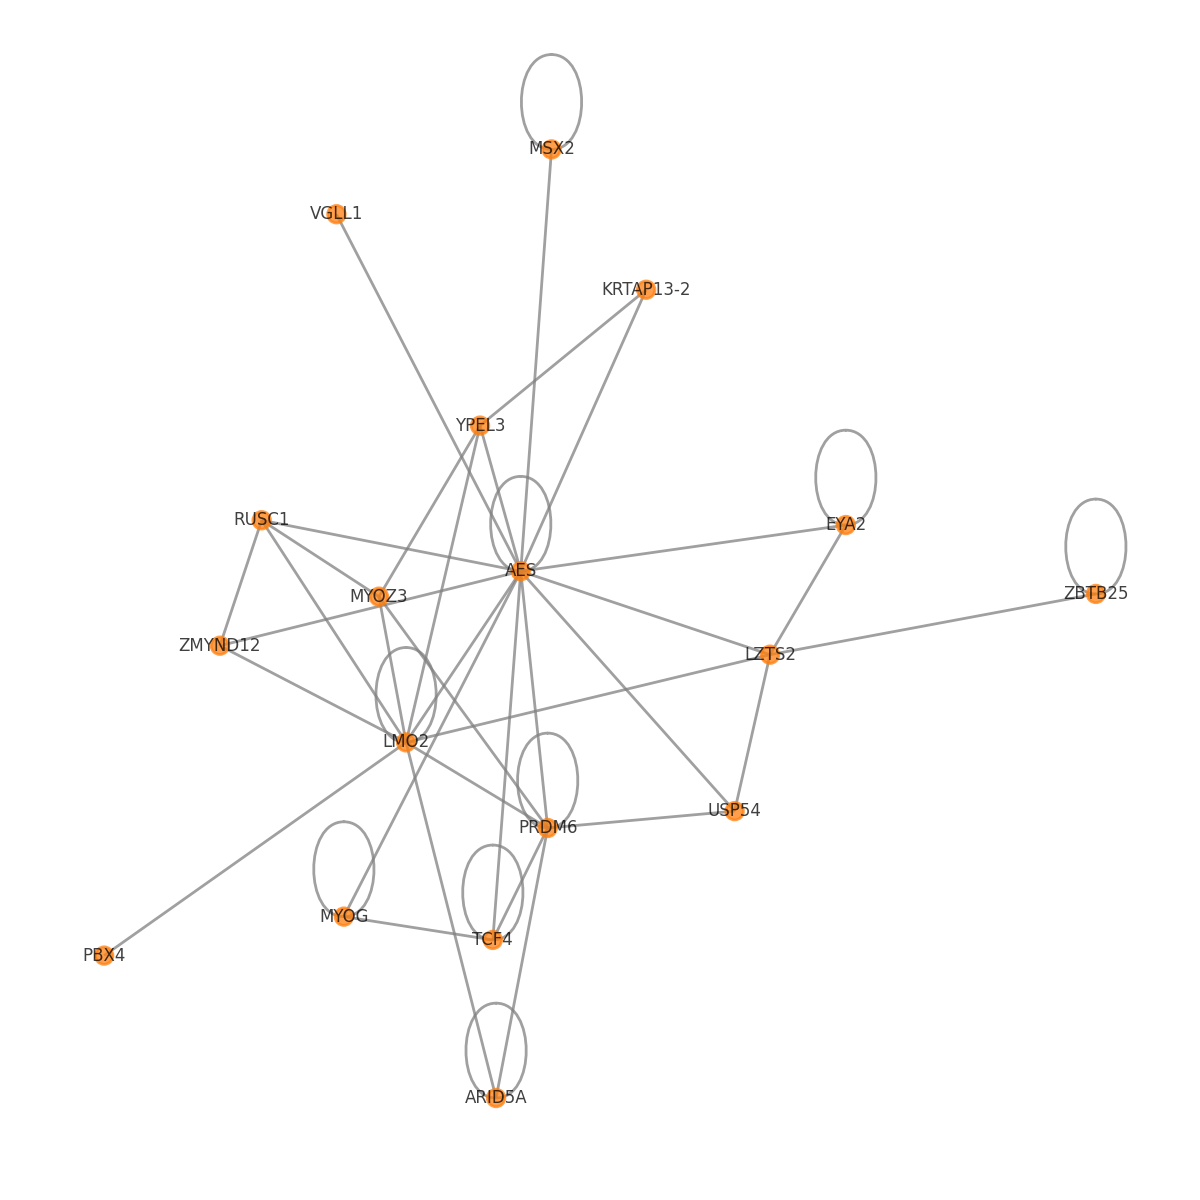 MSX2
VGLL1
KRTAP13-2
YPEL3
RUSC1
EYA2
AES
ZBTB25
MYOZ3
ZMYND12
LZTS2
LMO2
USP54
PRDM6
MYOG
TCF4
PBX4
ARID5A